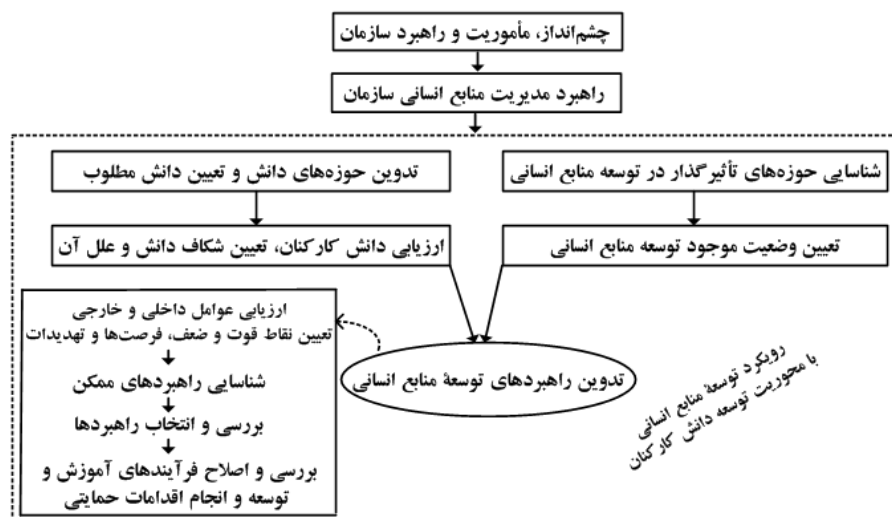 چشم‌انداز، مأموریت و راهبرد سازمان
راهبرد مدیریت منابع انسانی سازمان
شناسایی حوزه‌های تأثیرگذار در توسعه منابع انسانی
تدوین حوزه‌های دانش و تعیین دانش مطلوب
تعیین وضعیت موجود توسعه منابع انسانی
ارزیابی دانش کارکنان، تعیین شکاف دانش و علل آن
تدوین راهبردهای توسعۀ منابع انسانی
ارزیابی عوامل داخلی و خارجی
تعیین نقاط قوت و ضعف، فرصت‌ها و تهدیدات
شناسایی راهبردهای ممکن
بررسی و انتخاب راهبردها
بررسی و اصلاح فرآیندهای آموزش و
توسعه و انجام اقدامات حمایتی
رویکرد توسعۀ منابع انسانی
با محوریت توسعه دانش کارکنان